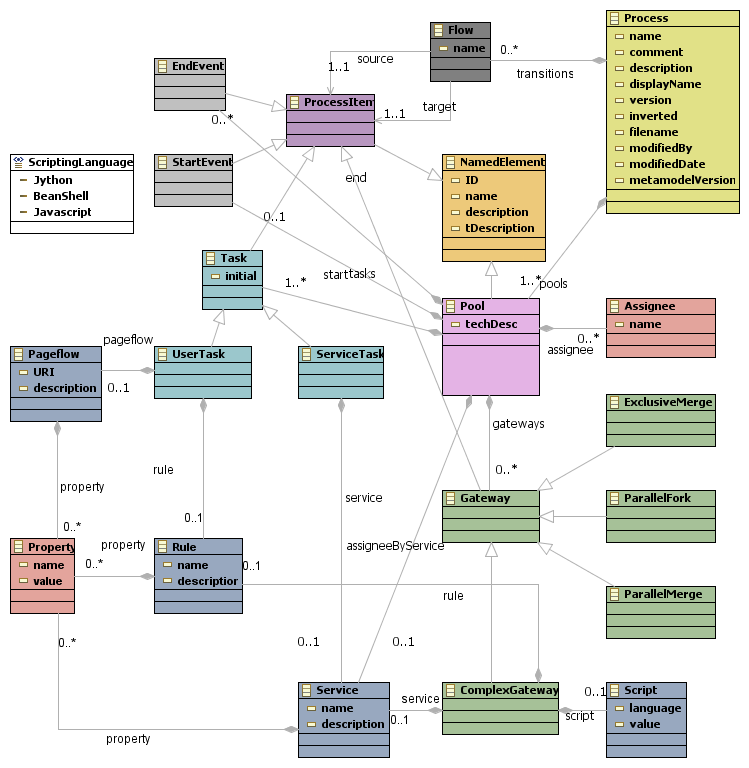 Flow
name
0..*
source
1..1
transitions
target
1..1
Process
name
comment
description
displayName
version
inverted
filename
modifiedBy
modifiedDate
metamodelVersion
EndEvent
0..*
ProcessItem
ScriptingLanguage
Jython
BeanShell
Javascript
StartEvent
0..1
end
NamedElement
ID
name
description
tDescription
Task
initial
1..*
start
tasks
1..*
pools
Pool
techDesc
Assignee
name
0..*
assignee
pageflow
Pageflow
URI
description
0..1
UserTask
ServiceTask
ExclusiveMerge
gateways
0..*
rule
0..1
service
property
0..*
Gateway
ParallelFork
assigneeByService
Property
name
value
property
0..*
Rule
name
description
0..1
rule
ParallelMerge
0..*
0..1
0..1
Service
name
description
service
0..1
ComplexGateway
0..1
script
Script
language
value
property